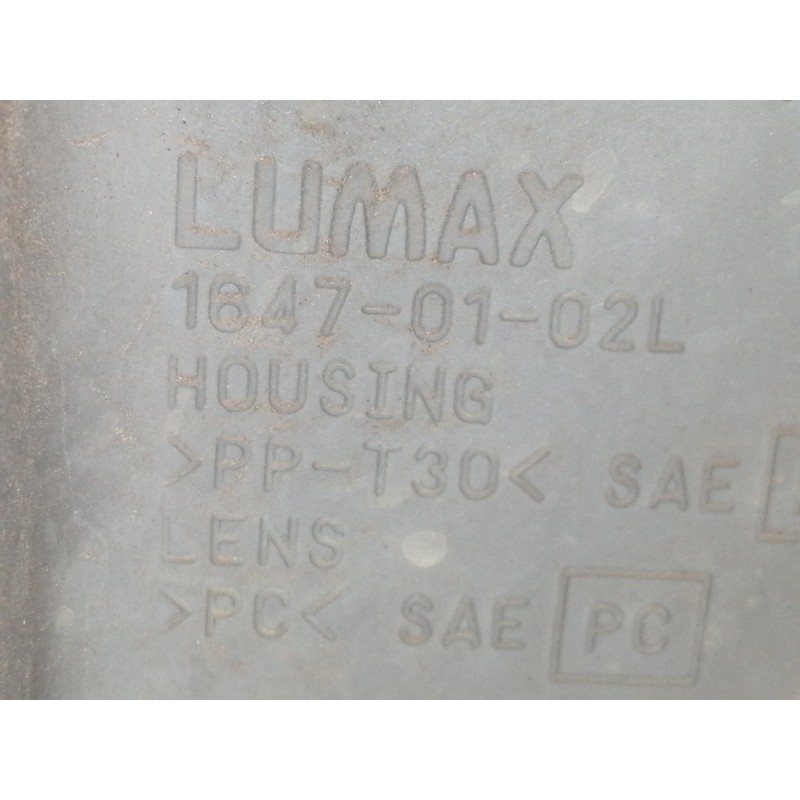 LUMAX
1647-01-02L
HOUSING
>PP-T30< SAE
LENS
>PC< SAE PC